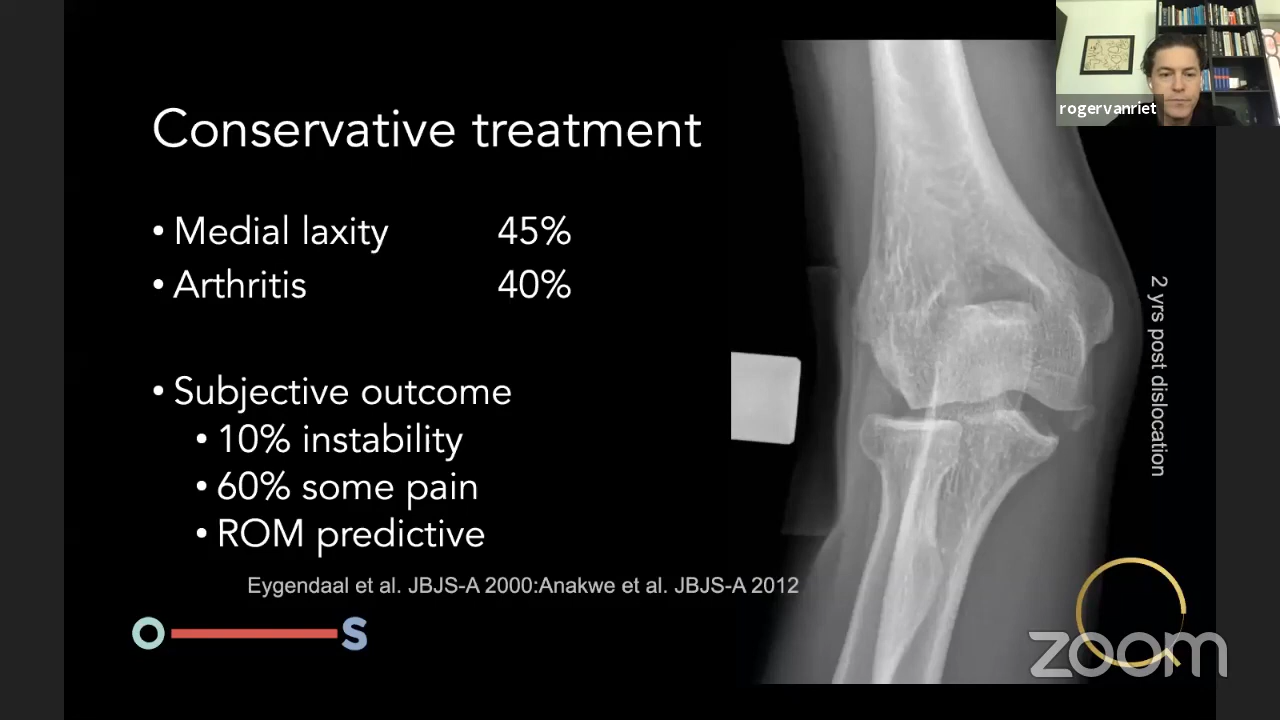 rogervanriet
Conservative treatment
• Medial laxity 45%
• Arthritis 40%
• Subjective outcome
• 10% instability
• 60% some pain
• ROM predictive
Eygendaal et al. JBJS-A 2000:Anakwe et al. JBJS-A 2012
2 yrs post dislocation
O S
zoom